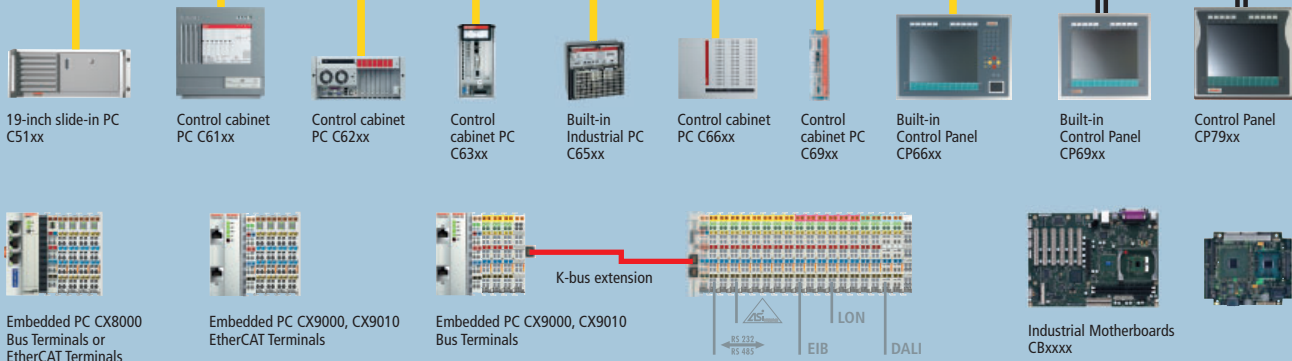 19-inch slide-in PC
C51xx
Control cabinet
PC C61xx
Control cabinet
PC C62xx
Control
cabinet PC
C63xx
Built-in
Industrial PC
C65xx
Control cabinet
PC C66xx
Control
cabinet PC
C69xx
Built-in
Control Panel
CP66xx
Built-in
Control Panel
CP69xx
Control Panel
CP79xx
K-bus extension
Embedded PC CX8000
Bus Terminals or
EtherCAT Terminals
Embedded PC CX9000, CX9010
EtherCAT Terminals
Embedded PC CX9000, CX9010
Bus Terminals
RS 232
RS 485
ASi
EIB
LON
DALI
Industrial Motherboards
CBxxxx